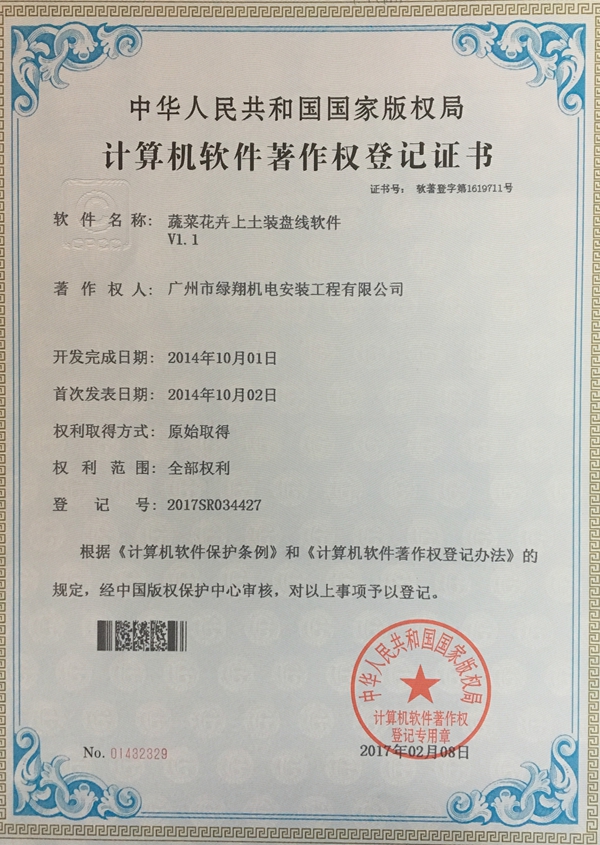 中华人民共和国国家版权局
计算机软件著作权登记证书
证书号： 软著登字第1619711号
软件名称： 蔬菜花卉上土装盘线软件
V1.1
著作权人： 广州市绿翔机电安装工程有限公司
开发完成日期： 2014年10月01日
首次发表日期： 2014年10月02日
权利取得方式： 原始取得
权利范围： 全部权利
登记号： 2017SR034427
根据《计算机软件保护条例》和《计算机软件著作权登记办法》的
规定，经中国版权保护中心审核，对以上事项予以登记。
中华人民共和国国家版权局
计算机软件著作权
登记专用章
No. 01432329
2017年02月08日